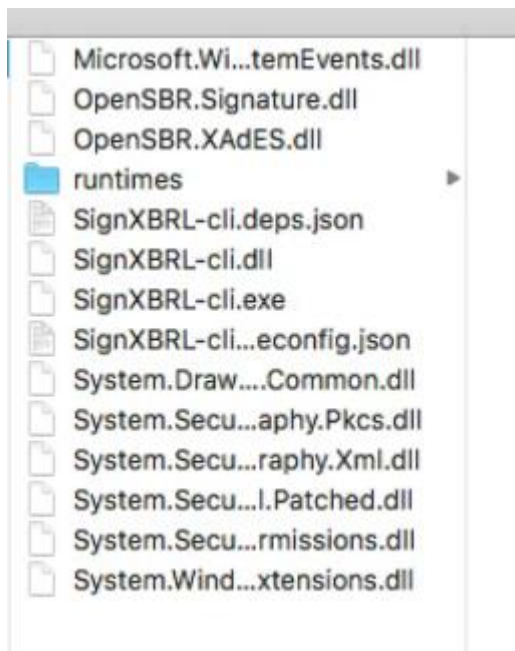 Microsoft.Wi...temEvents.dll
OpenSBR.Signature.dll
OpenSBR.XAdES.dll
runtimes
SignXBRL-cli.deps.json
SignXBRL-cli.dll
SignXBRL-cli.exe
SignXBRL-cli...econfig.json
System.Draw....Common.dll
System.Secu...aphy.Pkcs.dll
System.Secu...raphy.Xml.dll
System.Secu...l.Patched.dll
System.Secu...rmissions.dll
System.Wind...xtensions.dll